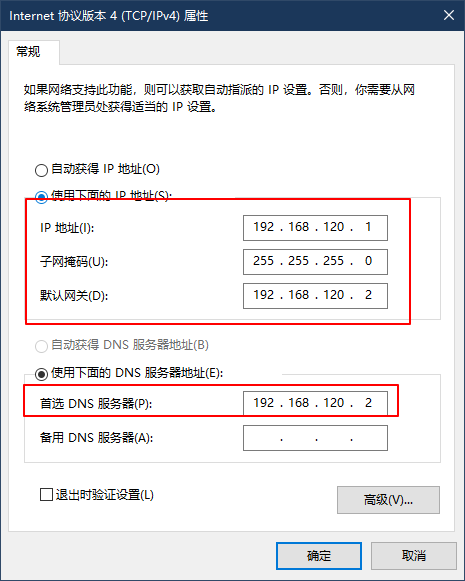 Internet 协议版本 4 (TCP/IPv4) 属性
常规
如果网络支持此功能，则可以获取自动指派的 IP 设置。否则，你需要从网
络系统管理员处获得适当的 IP 设置。
自动获得 IP 地址(O)
使用下面的 IP 地址(S):
IP 地址(I): 192 . 168 . 120 . 1
子网掩码(U): 255 . 255 . 255 . 0
默认网关(D): 192 . 168 . 120 . 2
自动获得 DNS 服务器地址(B)
使用下面的 DNS 服务器地址(E):
首选 DNS 服务器(P): 192 . 168 . 120 . 2
备用 DNS 服务器(A): . . .
退出时验证设置(L)
高级(V)...
确定 取消